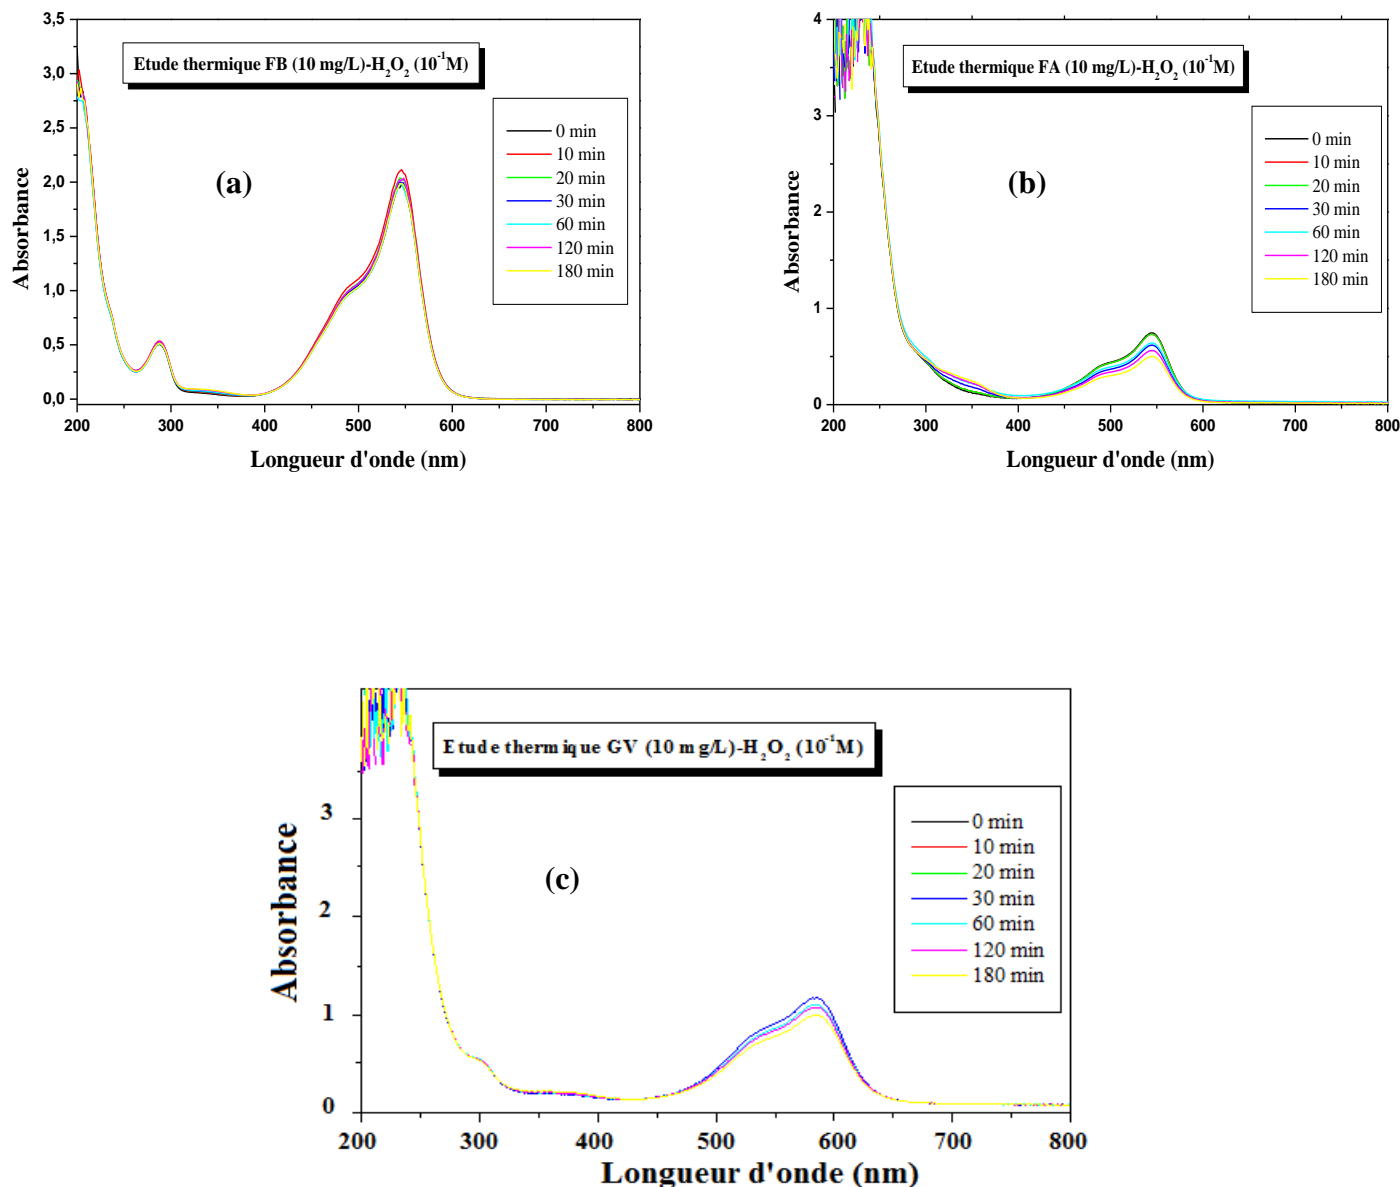 Etude thermique FB (10 mg/L)-H₂O₂ (10⁻¹M)
3,5
3,0
2,5
2,0
1,5
1,0
0,5
0,0
Absorbance
(a)
0 min
10 min
20 min
30 min
60 min
120 min
180 min
200 300 400 500 600 700 800
Longueur d'onde (nm)
Etude thermique FA (10 mg/L)-H₂O₂ (10⁻¹M)
4
3
2
1
0
Absorbance
(b)
0 min
10 min
20 min
30 min
60 min
120 min
180 min
200 300 400 500 600 700 800
Longueur d'onde (nm)
Etude thermique GV (10 mg/L)-H₂O₂ (10⁻¹M)
3
2
1
0
Absorbance
(c)
0 min
10 min
20 min
30 min
60 min
120 min
180 min
200 300 400 500 600 700 800
Longueur d'onde (nm)